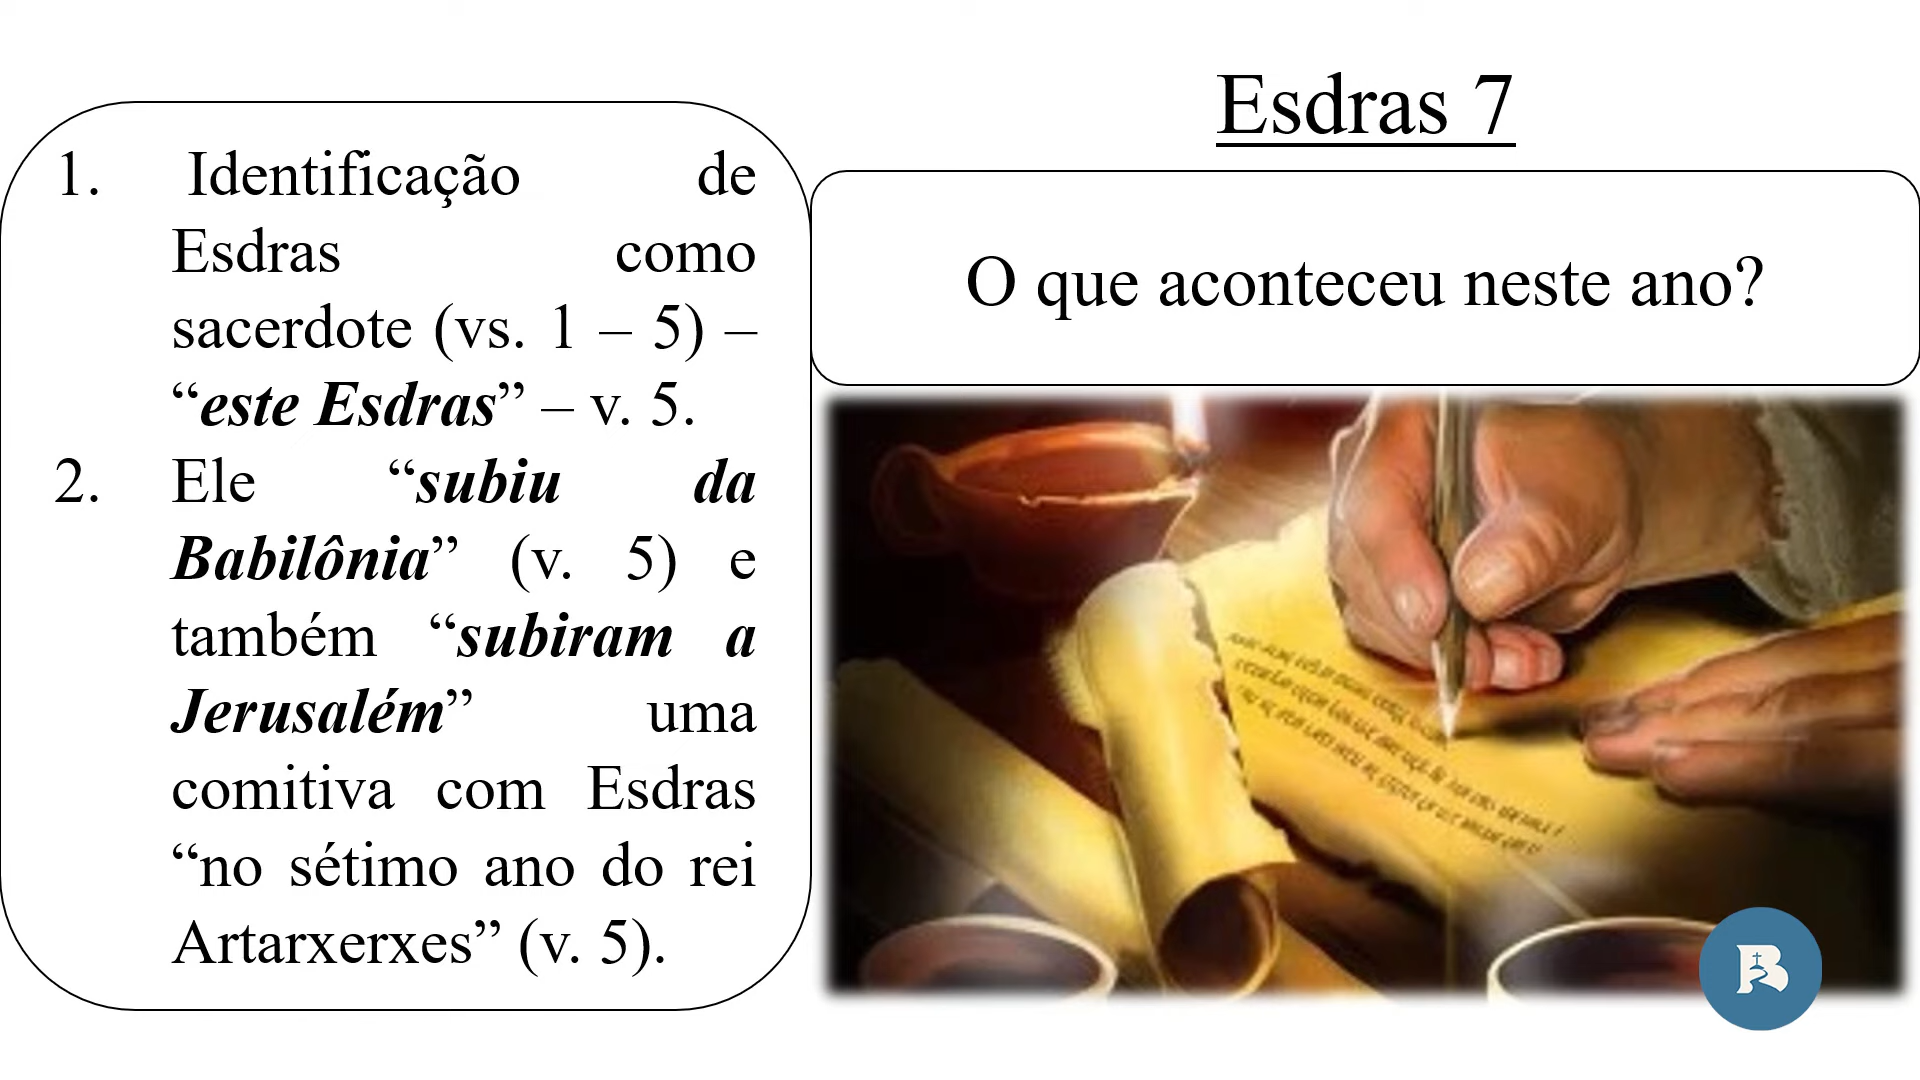 Esdras 7
1. Identificação de
Esdras como
sacerdote (vs. 1 – 5) –
“este Esdras” – v. 5.
2. Ele “subiu da
Babilônia” (v. 5) e
também “subiram a
Jerusalém” uma
comitiva com Esdras
“no sétimo ano do rei
Artarxerxes” (v. 5).
O que aconteceu neste ano?